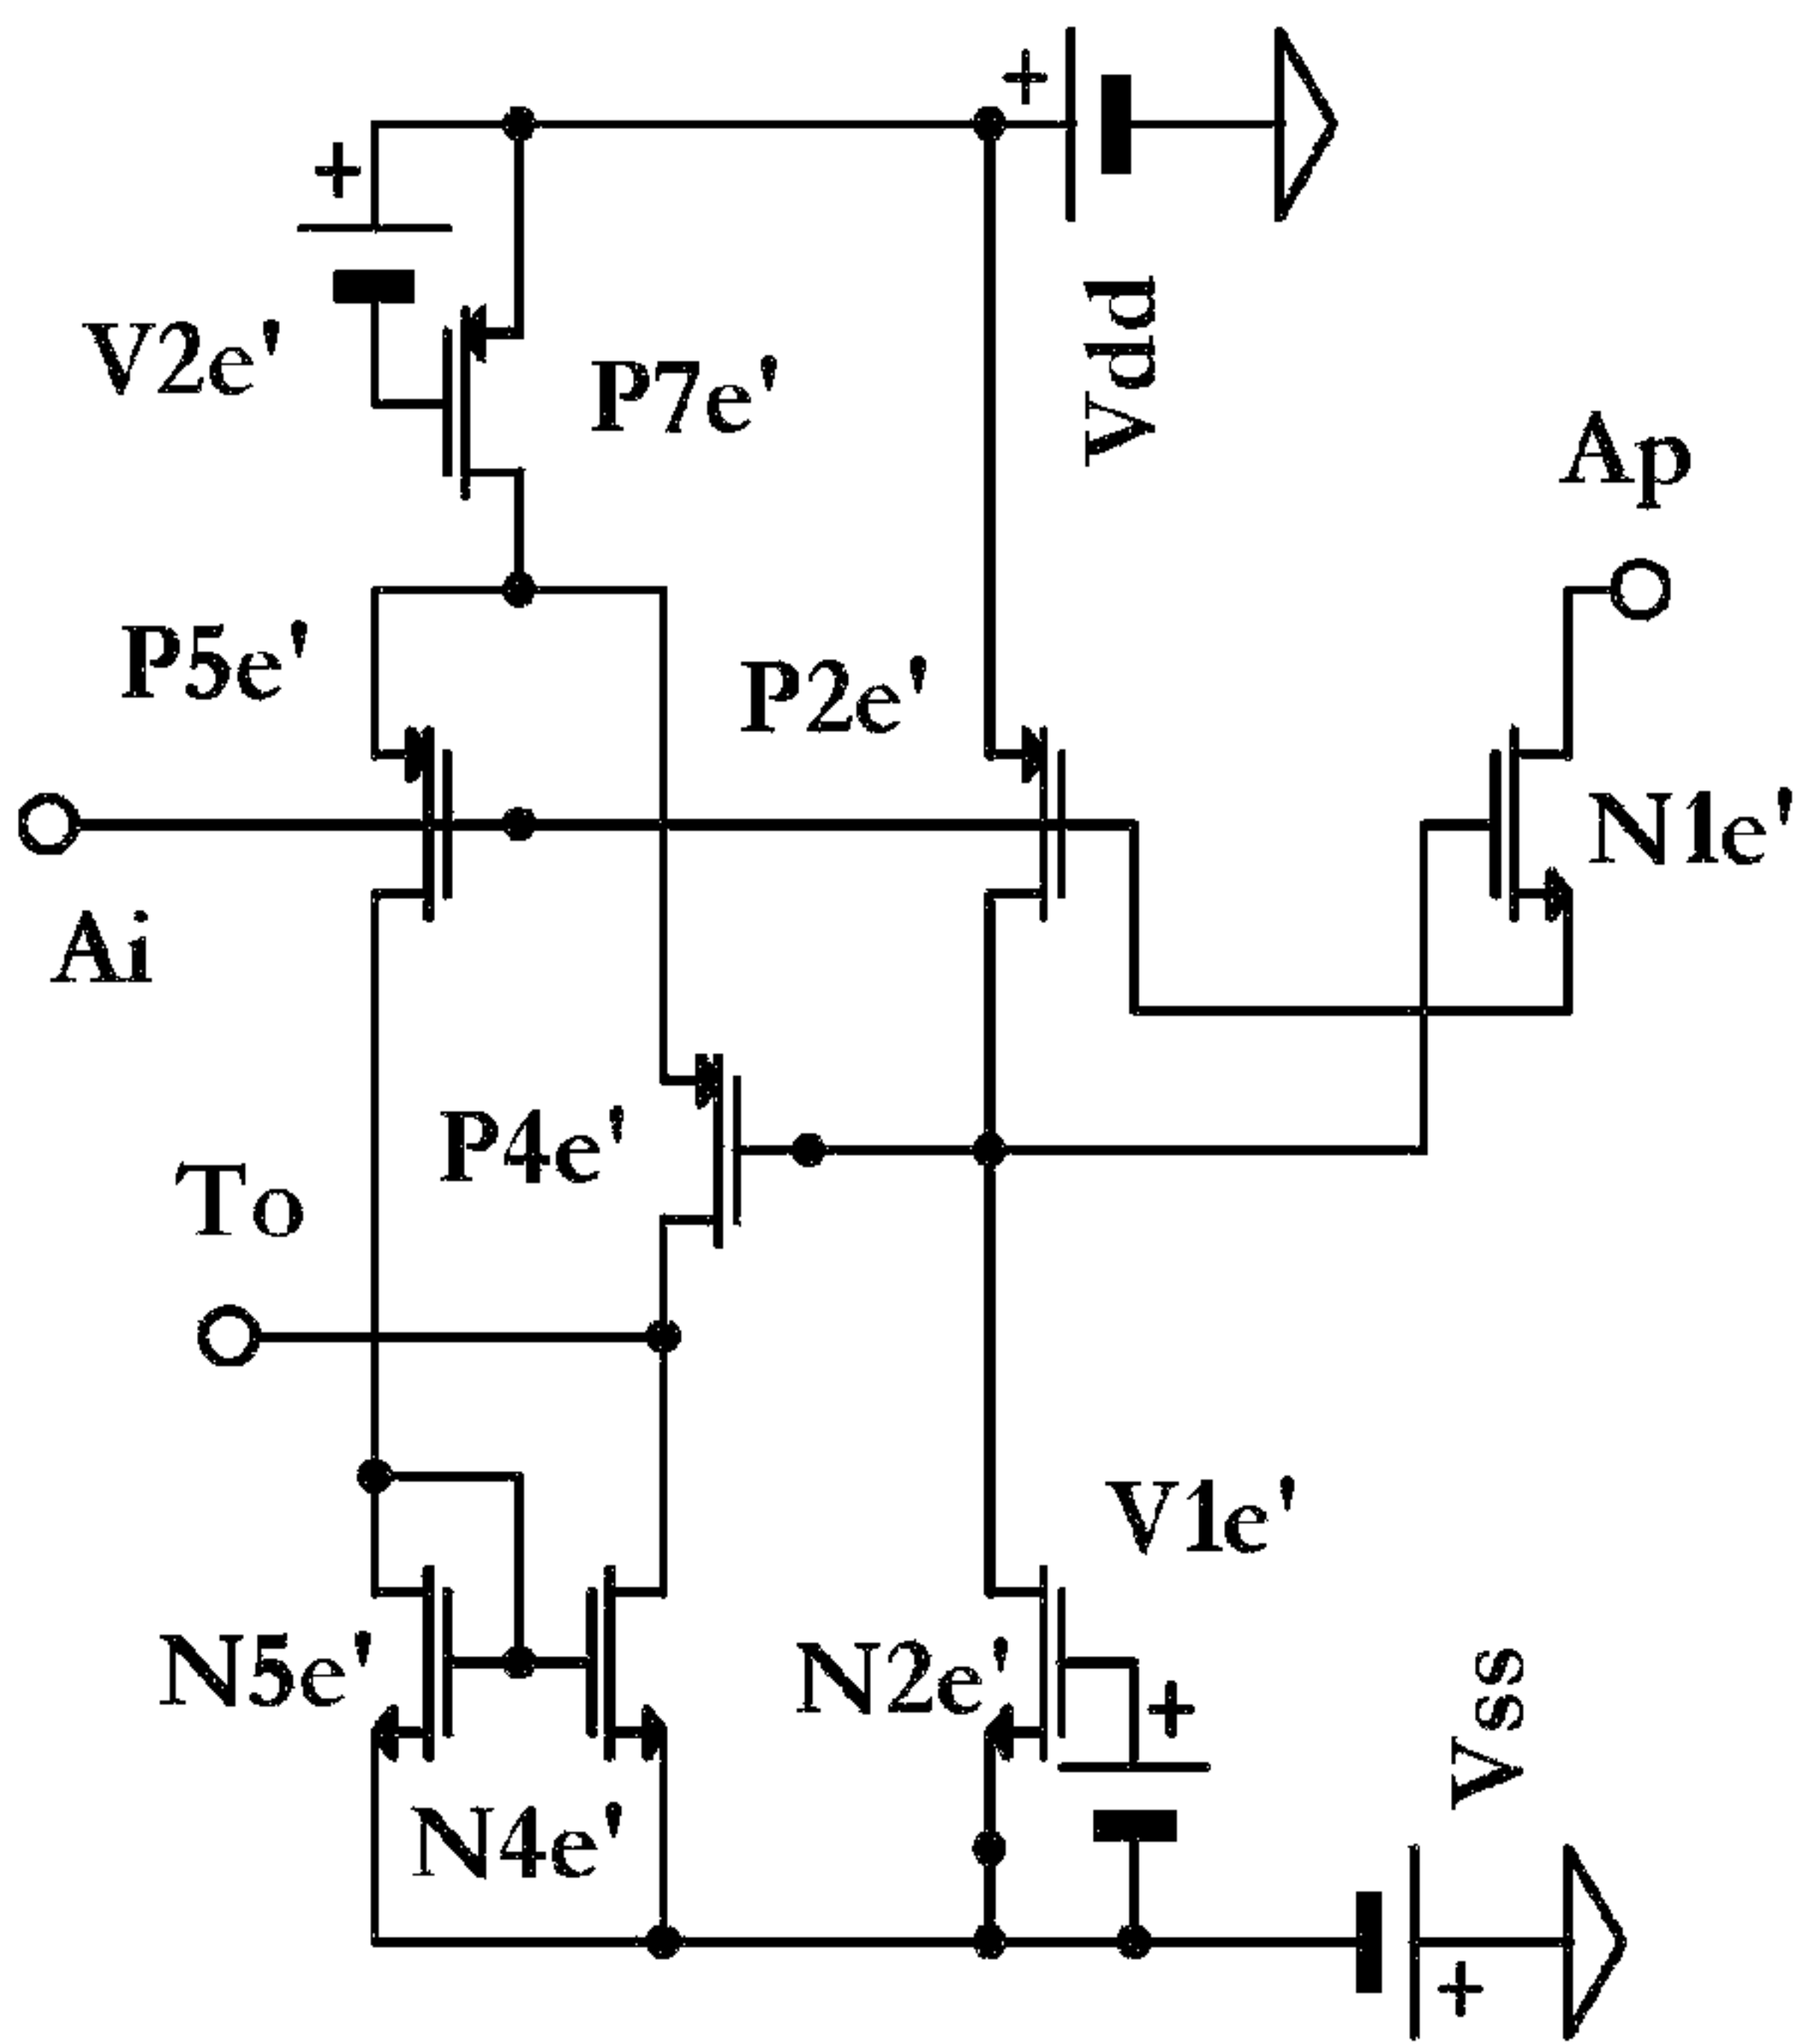 +
+
V2e'
Vdd
P7e'
Ap
P5e'
P2e'
N1e'
Ai
P4e'
To
V1e'
N5e'
N2e'
+
Vss
N4e'
+